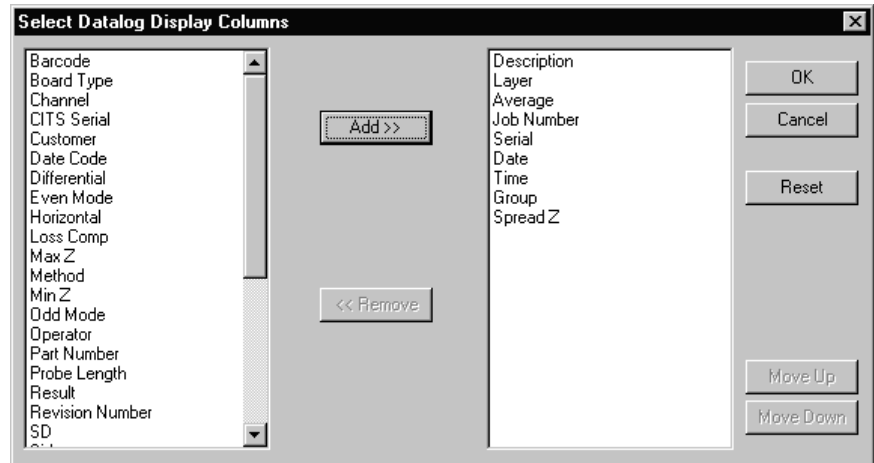 Select Datalog Display Columns
Barcode
Board Type
Channel
CITS Serial
Customer
Date Code
Differential
Even Mode
Horizontal
Loss Comp
Max Z
Method
Min Z
Odd Mode
Operator
Part Number
Probe Length
Result
Revision Number
SD
Add >>
<< Remove
Description
Layer
Average
Job Number
Serial
Date
Time
Group
Spread Z
OK
Cancel
Reset
Move Up
Move Down